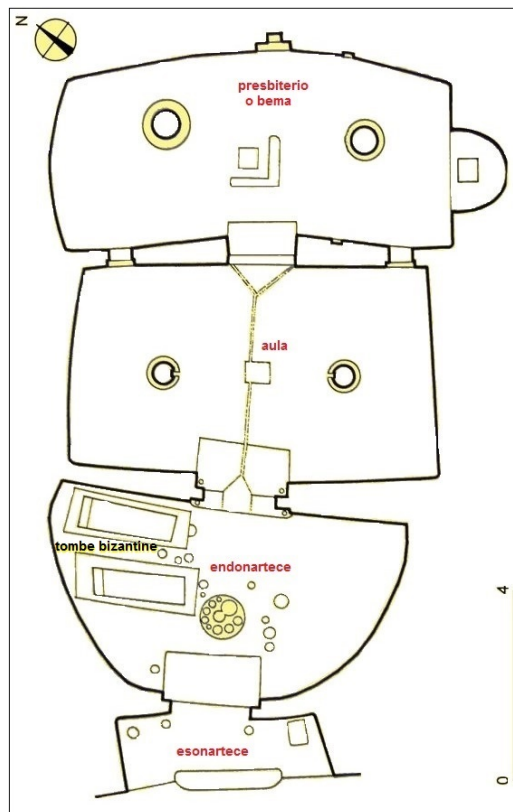 N
presbiterio
o bema
aula
tombe bizantine
endonartece
4
esonartece
0